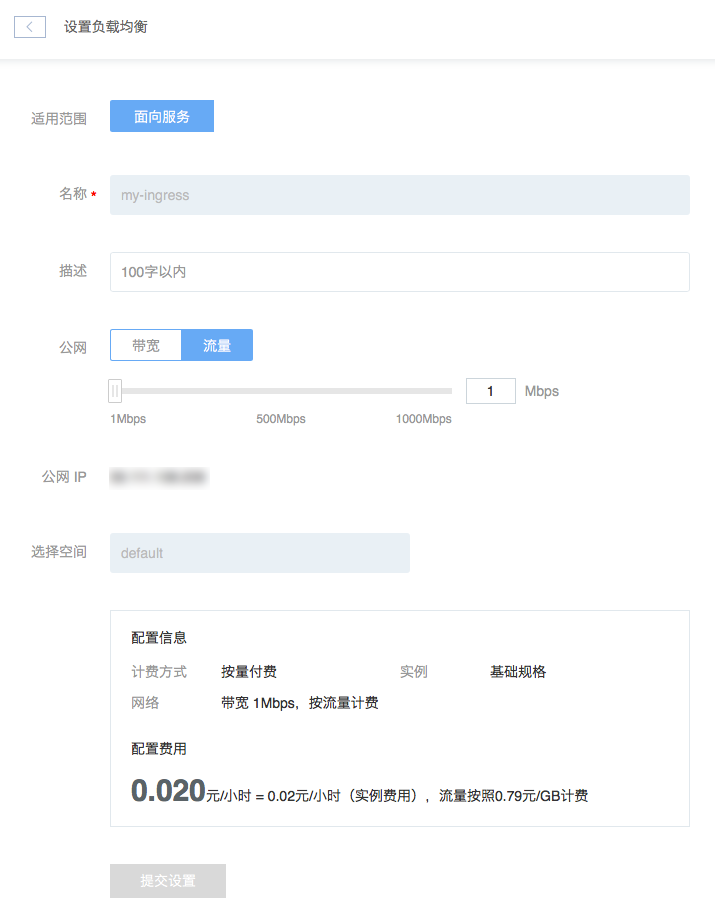 设置负载均衡
适用范围 面向服务
名称 * my-ingress
描述 100字以内
公网 带宽 流量
1 Mbps
1Mbps 500Mbps 1000Mbps
公网 IP
选择空间 default
配置信息
计费方式 按量付费 实例 基础规格
网络 带宽 1Mbps，按流量计费
配置费用
0.020元/小时 = 0.02元/小时（实例费用），流量按照0.79元/GB计费
提交设置